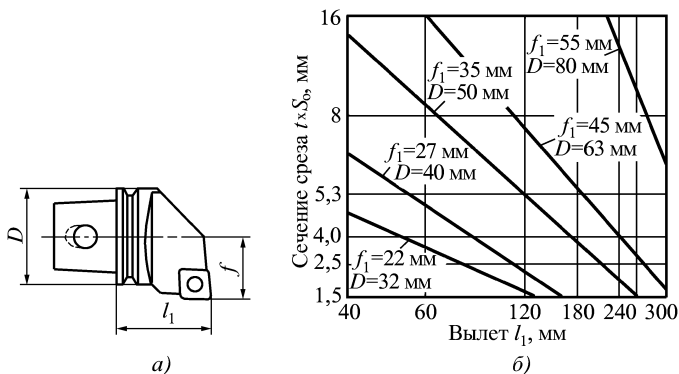 D
f
l₁
а)
Сечение среза t×Sо, мм
16
8
5,3
4,0
2,5
1,5
f₁=55 мм
D=80 мм
f₁=35 мм
D=50 мм
f₁=45 мм
D=63 мм
f₁=27 мм
D=40 мм
f₁=22 мм
D=32 мм
40 60 120 180 240 300
Вылет l₁, мм
б)